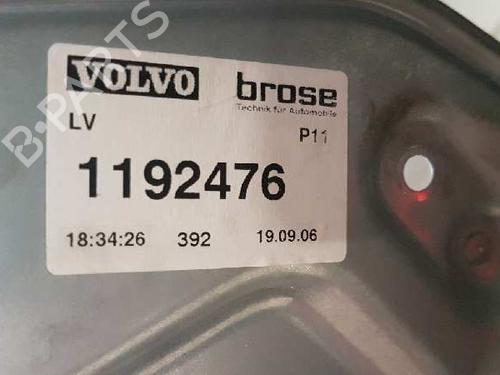 VOLVO brose
Technik für Automobile
LV P11
1192476
18:34:26 392 19.09.06
B-PARTS